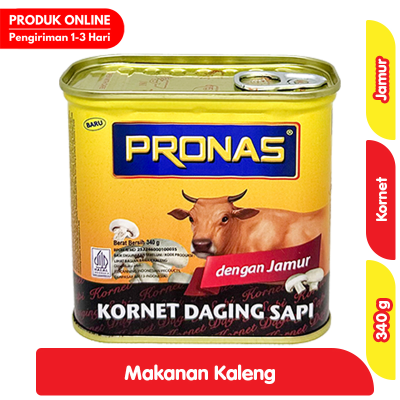 PRODUK ONLINE
Pengiriman 1-3 Hari
BARU
PRONAS®
Berat Bersih 340 g
dengan Jamur
KORNET DAGING SAPI
Jamur
Kornet
340 g
Makanan Kaleng